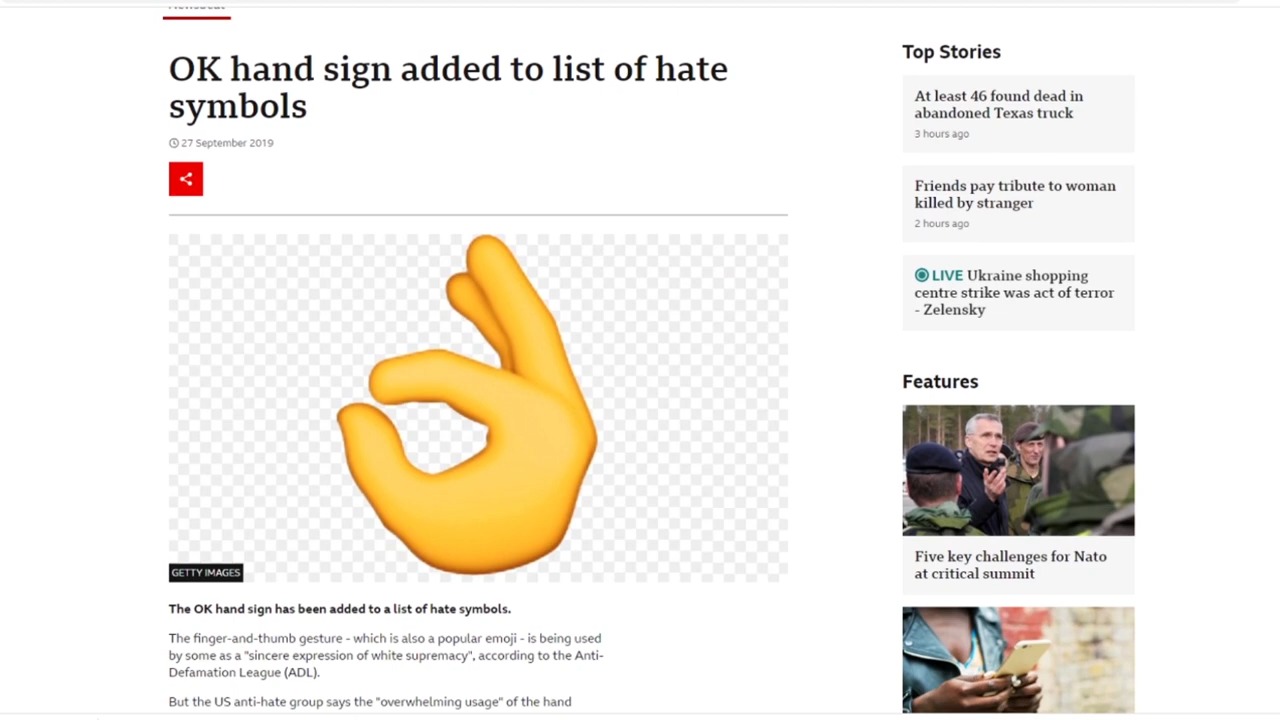 OK hand sign added to list of hate
symbols
27 September 2019
GETTY IMAGES
The OK hand sign has been added to a list of hate symbols.
The finger-and-thumb gesture - which is also a popular emoji - is being used
by some as a "sincere expression of white supremacy", according to the Anti-
Defamation League (ADL).
But the US anti-hate group says the "overwhelming usage" of the hand
Top Stories
At least 46 found dead in
abandoned Texas truck
3 hours ago
Friends pay tribute to woman
killed by stranger
2 hours ago
LIVE Ukraine shopping
centre strike was act of terror
- Zelensky
Features
Five key challenges for Nato
at critical summit